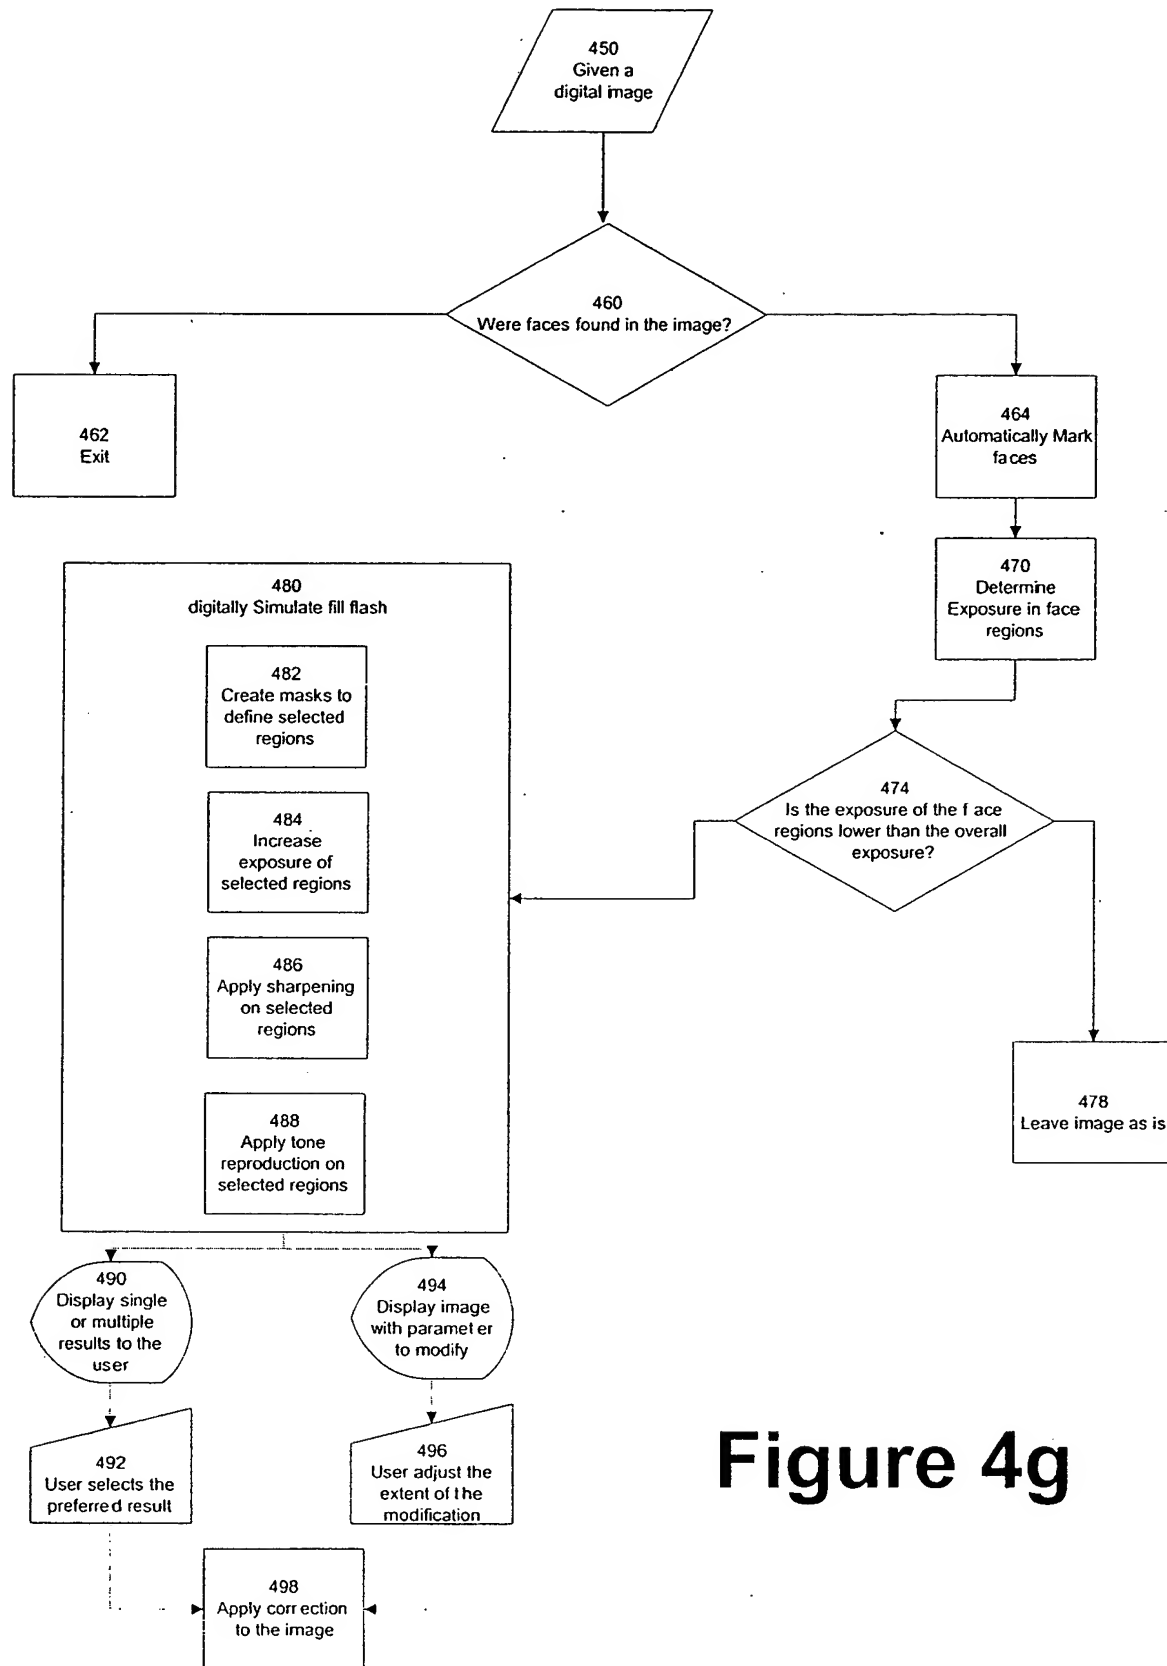 450
Given a
digital image
460
Were faces found in the image?
462
Exit
464
Automatically Mark
faces
470
Determine
Exposure in face
regions
474
Is the exposure of the f ace
regions lower than the overall
exposure?
478
Leave image as is
480
digitally Simulate fill flash
482
Create masks to
define selected
regions
484
Increase
exposure of
selected regions
486
Apply sharpening
on selected
regions
488
Apply tone
reproduction on
selected regions
490
Display single
or multiple
results to the
user
494
Display image
with paramet er
to modify
492
User selects the
preferred result
496
User adjust the
extent of the
modification
498
Apply correction
to the image
Figure 4g